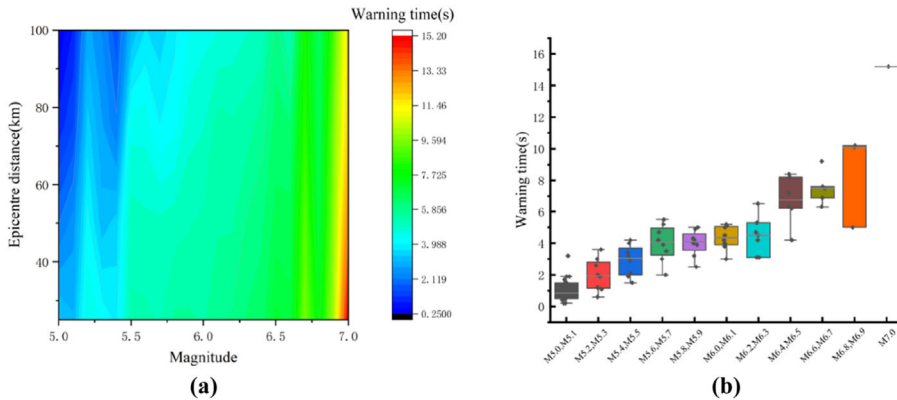 Warning time(s)
100
80
60
40
5.0
5.5
6.0
6.5
7.0
Epicentre distance(km)
Magnitude
15.20
13.33
11.46
9.594
7.725
5.856
3.988
2.119
0.2500
(a)
Warning time(s)
16
14
12
10
8
6
4
2
0
M5.0,M5.1
M5.2,M5.3
M5.4,M5.5
M5.6,M5.7
M5.8,M5.9
M6.0,M6.1
M6.2,M6.3
M6.4,M6.5
M6.6,M6.7
M6.8,M6.9
M7.0
(b)